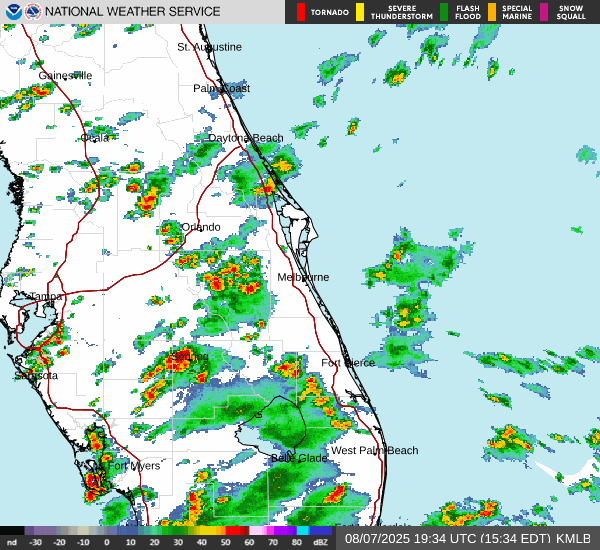 NATIONAL WEATHER SERVICE
TORNADO
SEVERE THUNDERSTORM
FLASH FLOOD
SPECIAL MARINE
SNOW SQUALL
St. Augustine
Gainesville
Palm Coast
Ocala
Daytona Beach
Orlando
Melbourne
Tampa
Fort Pierce
Sarasota
West Palm Beach
Belle Glade
Fort Myers
nd -30 -20 -10 0 10 20 30 40 50 60 70 80 dBZ
08/07/2025 19:34 UTC (15:34 EDT) KMLB